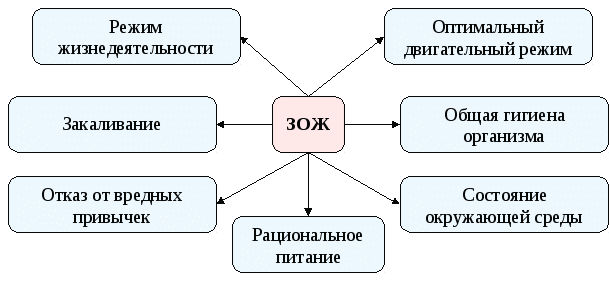 Режим
жизнедеятельности
Оптимальный
двигательный режим
Закаливание
ЗОЖ
Общая гигиена
организма
Отказ от вредных
привычек
Рациональное
питание
Состояние
окружающей среды